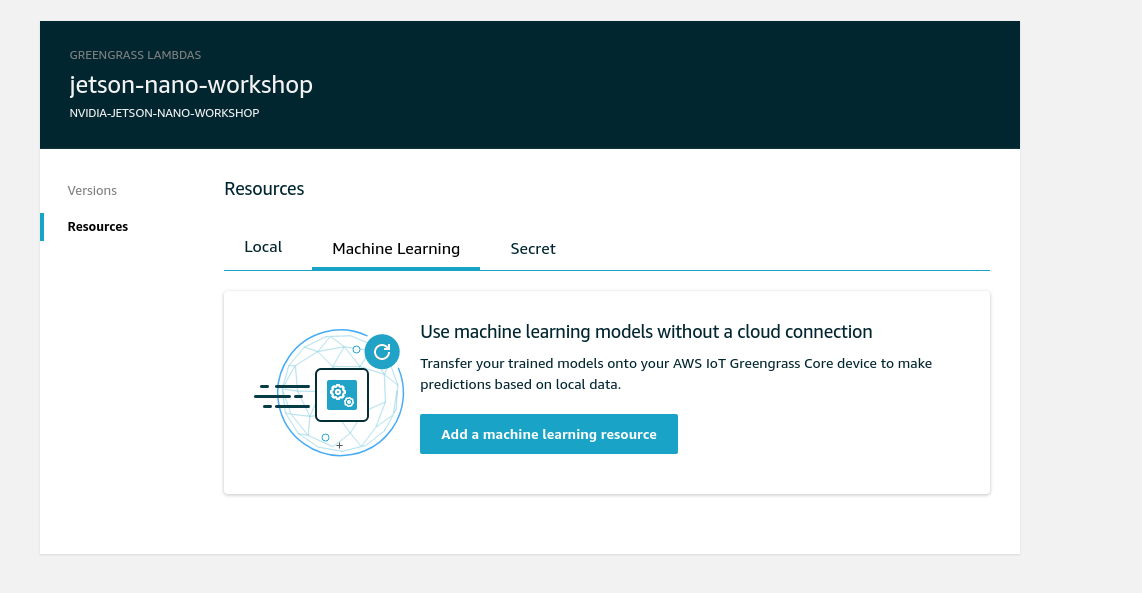 GREENGRASS LAMBDAS
jetson-nano-workshop
NVIDIA-JETSON-NANO-WORKSHOP
Versions
Resources
Resources
Local
Machine Learning
Secret
Use machine learning models without a cloud connection
Transfer your trained models onto your AWS IoT Greengrass Core device to make
predictions based on local data.
Add a machine learning resource